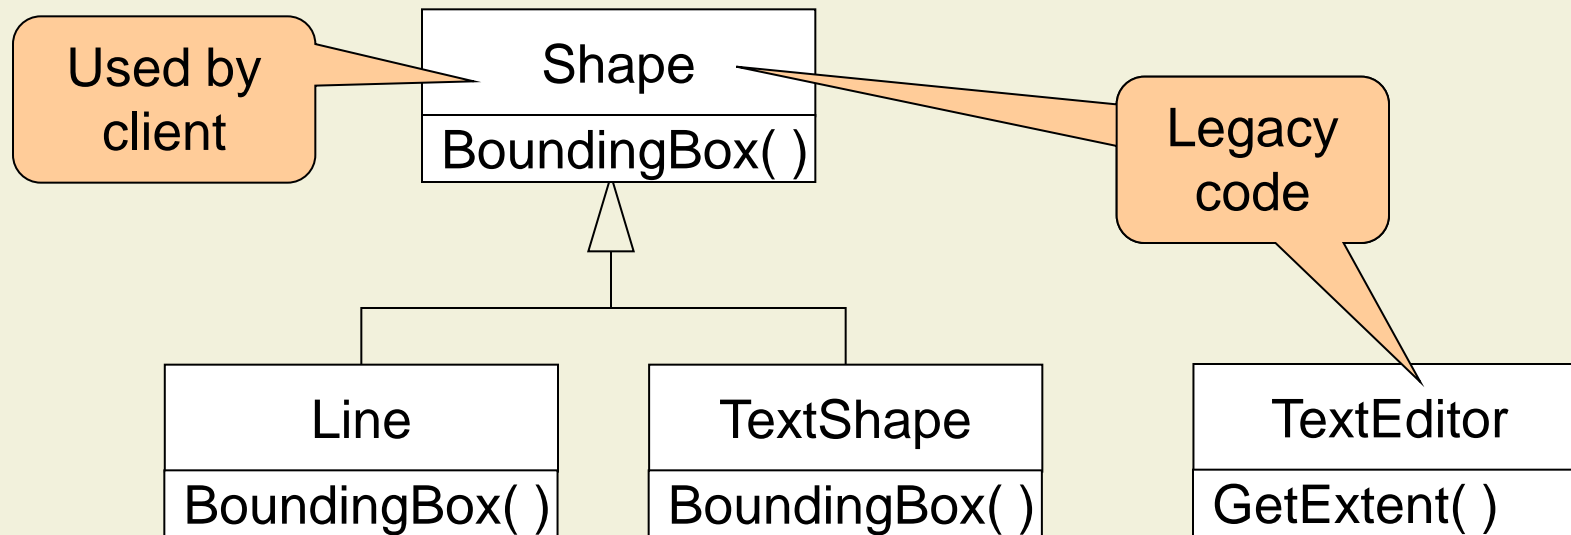 Used by
client
Shape
BoundingBox( )
Legacy
code
Line
BoundingBox( )
TextShape
BoundingBox( )
TextEditor
GetExtent( )